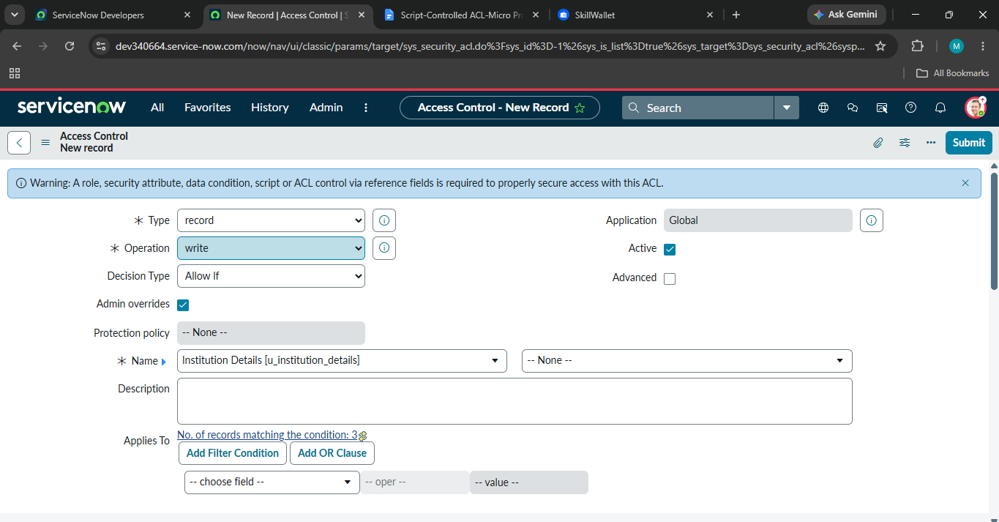 ServiceNow Developers
New Record | Access Control | S
Script-Controlled ACL-Micro Pr
SkillWallet
Ask Gemini
dev340664.service-now.com/now/nav/ui/classic/params/target/sys_security_acl.do%3Fsys_id%3D-1%26sys_is_list%3Dtrue%26sys_target%3Dsys_security_acl%26sysp...
M
All Bookmarks
servicenow
All
Favorites
History
Admin
Access Control - New Record
Search
Access Control
New record
Submit
Warning: A role, security attribute, data condition, script or ACL control via reference fields is required to properly secure access with this ACL.
Type
record
Application
Global
Operation
write
Active
Decision Type
Allow If
Advanced
Admin overrides
Protection policy
-- None --
Name
Institution Details [u_institution_details]
-- None --
Description
Applies To
No. of records matching the condition: 3
Add Filter Condition
Add OR Clause
-- choose field --
-- oper --
-- value --